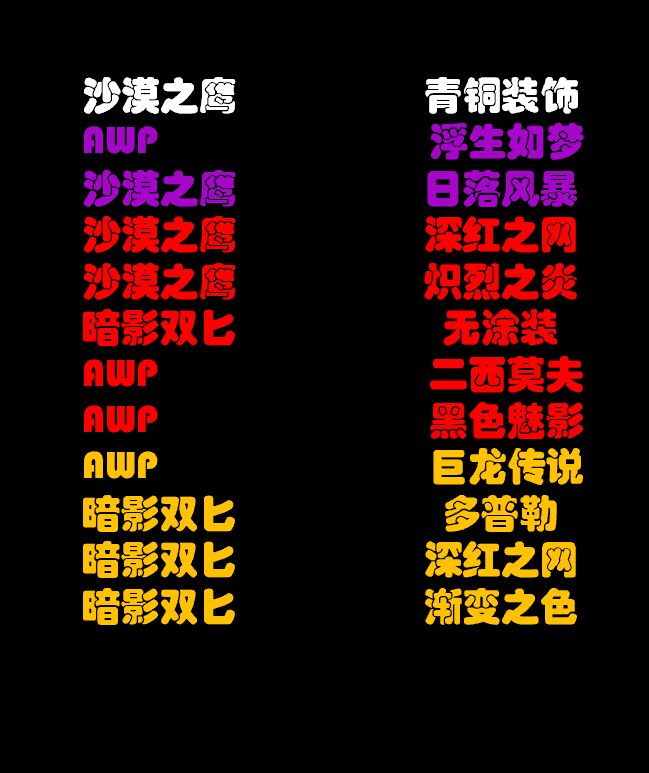 沙漠之鹰 青铜装饰
AWP 浮生如梦
沙漠之鹰 日落风暴
沙漠之鹰 深红之网
沙漠之鹰 炽烈之炎
暗影双匕 无涂装
AWP 二西莫夫
AWP 黑色魅影
AWP 巨龙传说
暗影双匕 多普勒
暗影双匕 深红之网
暗影双匕 渐变之色